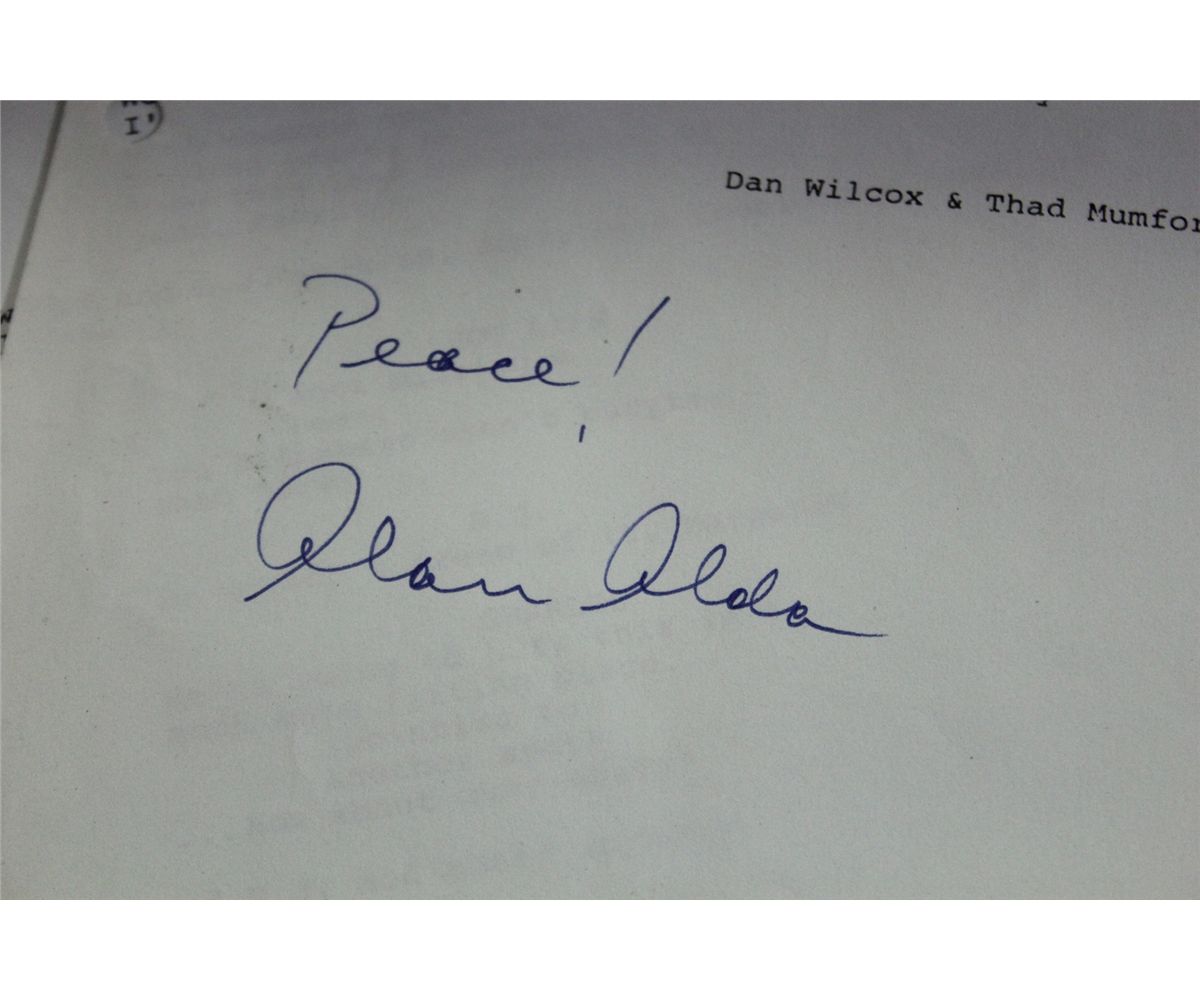 I'
Dan Wilcox & Thad Mumfor
Peace!
Alan Alda